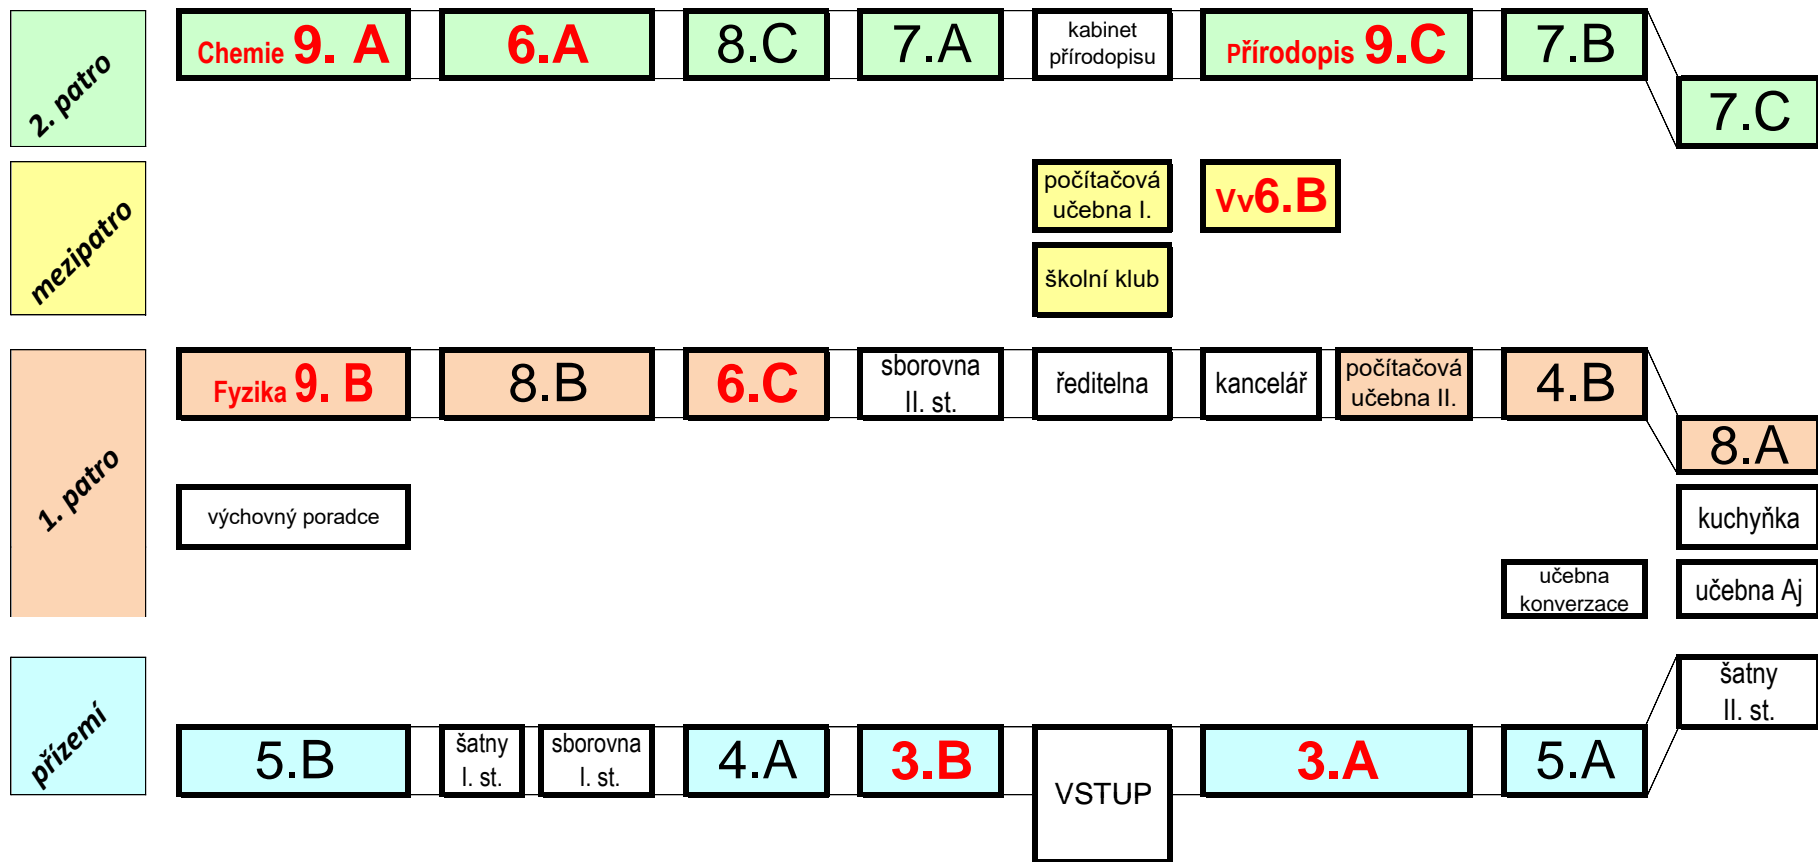 2. patro
Chemie 9. A
6.A
8.C
7.A
kabinet
přírodopisu
Přírodopis 9.C
7.B
7.C
mezipatro
počítačová
učebna I.
Vv6.B
školní klub
1. patro
Fyzika 9. B
8.B
6.C
sborovna
II. st.
ředitelna
kancelář
počítačová
učebna II.
4.B
8.A
výchovný poradce
kuchyňka
učebna
konverzace
učebna Aj
přízemí
šatny
II. st.
5.B
šatny
I. st.
sborovna
I. st.
4.A
3.B
VSTUP
3.A
5.A